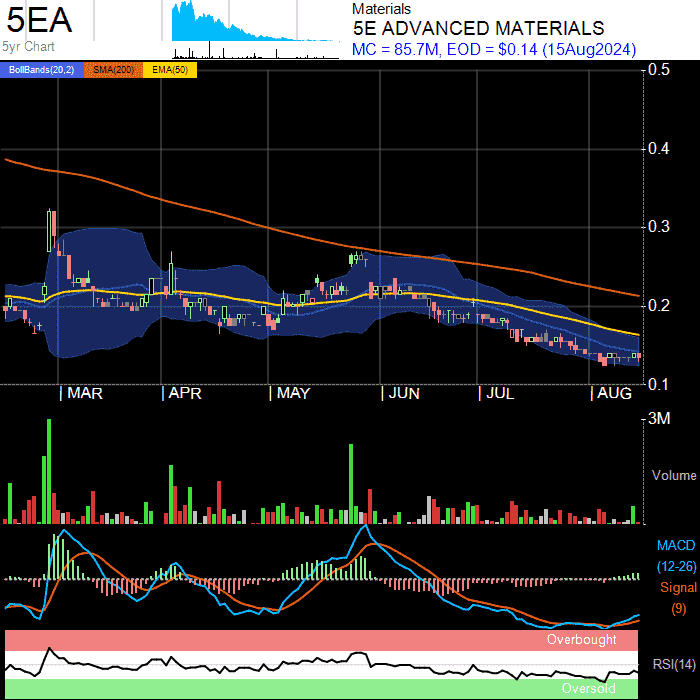 5EA
5yr Chart
Materials
5E ADVANCED MATERIALS
MC = 85.7M, EOD = $0.14 (15Aug2024)
BollBands(20,2) SMA(200) EMA(50)
0.5
0.4
0.3
0.2
0.1
MAR APR MAY JUN JUL AUG
3M
Volume
MACD
(12-26)
Signal
(9)
Overbought
RSI(14)
Oversold